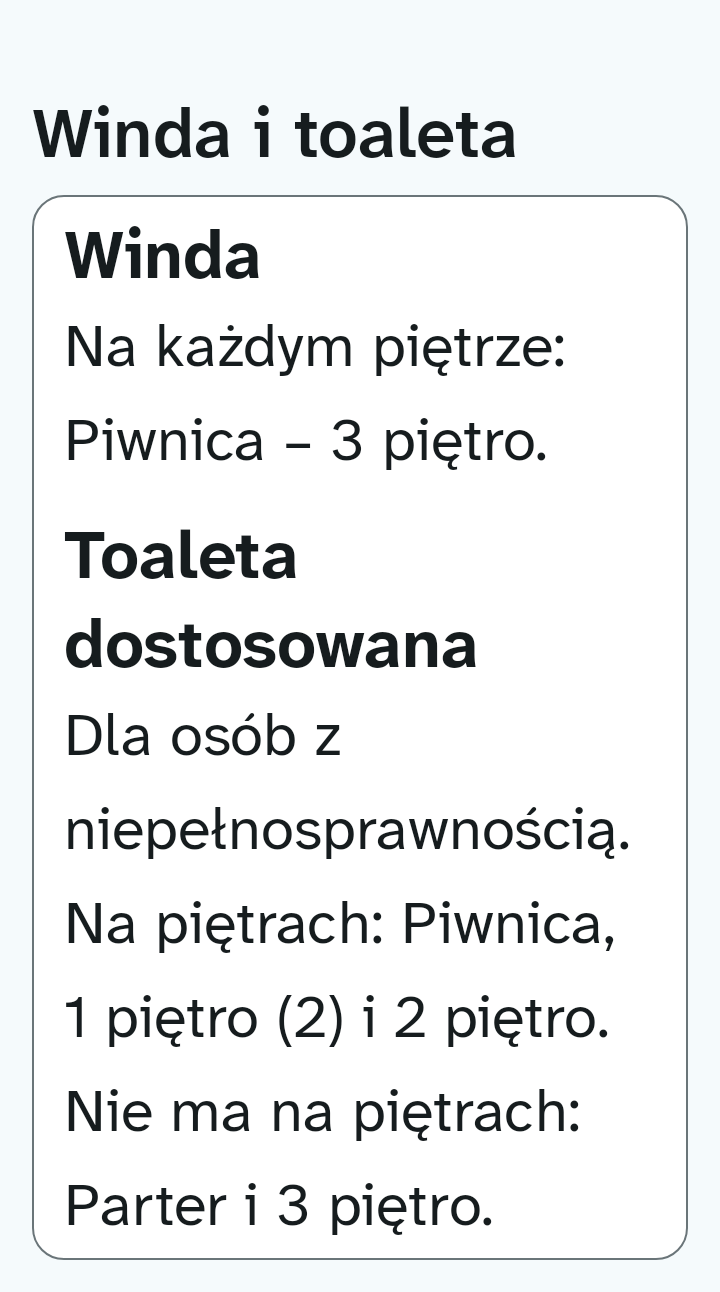 Winda i toaleta
Winda
Na każdym piętrze:
Piwnica – 3 piętro.
Toaleta
dostosowana
Dla osób z
niepełnosprawnością.
Na piętrach: Piwnica,
1 piętro (2) i 2 piętro.
Nie ma na piętrach:
Parter i 3 piętro.